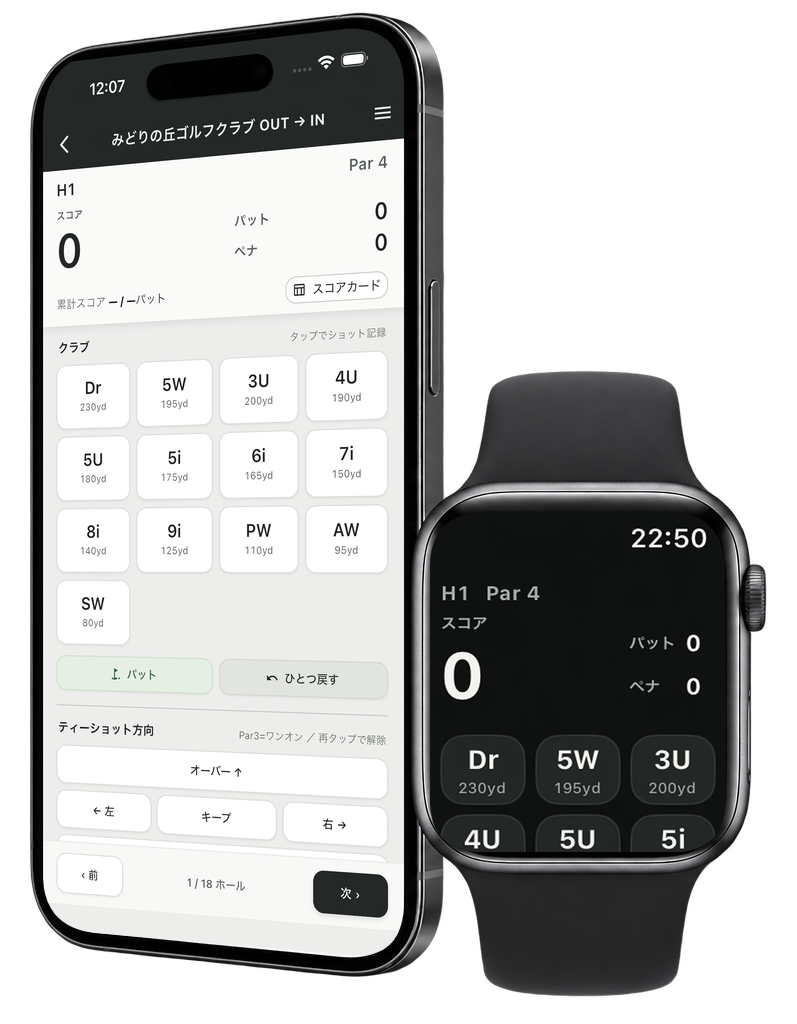 12:07
みどりの丘ゴルフクラブ OUT → IN
Par 4
H1
スコア
0
パット 0
ペナ 0
累計スコア – / –パット
スコアカード
クラブ
タップでショット記録
Dr 5W 3U 4U
230yd 195yd 200yd 190yd
5U 5i 6i 7i
180yd 175yd 165yd 150yd
8i 9i PW AW
140yd 125yd 110yd 95yd
SW
80yd
パット
ひとつ戻す
ティーショット方向
Par3=ワンオン ／ 再タップで解除
オーバー ↑
← 左
キープ
右 →
‹ 前
1 / 18 ホール
次 ›
22:50
H1 Par 4
スコア
0
パット 0
ペナ 0
Dr 5W 3U
230yd 195yd 200yd
4U 5U 5i